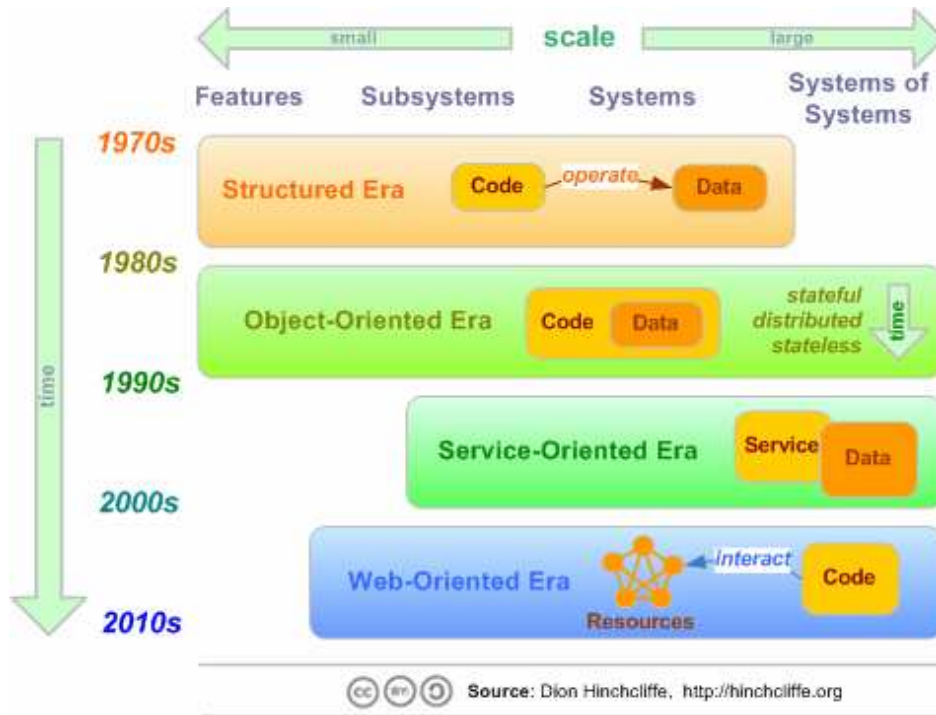 small scale large
Features Subsystems Systems Systems of
Systems
time
1970s
Structured Era Code operate Data
1980s
Object-Oriented Era Code Data stateful
distributed
stateless
time
1990s
Service-Oriented Era Service Data
2000s
Web-Oriented Era interact Code
Resources
2010s
cc BY: Source: Dion Hinchcliffe, http://hinchcliffe.org